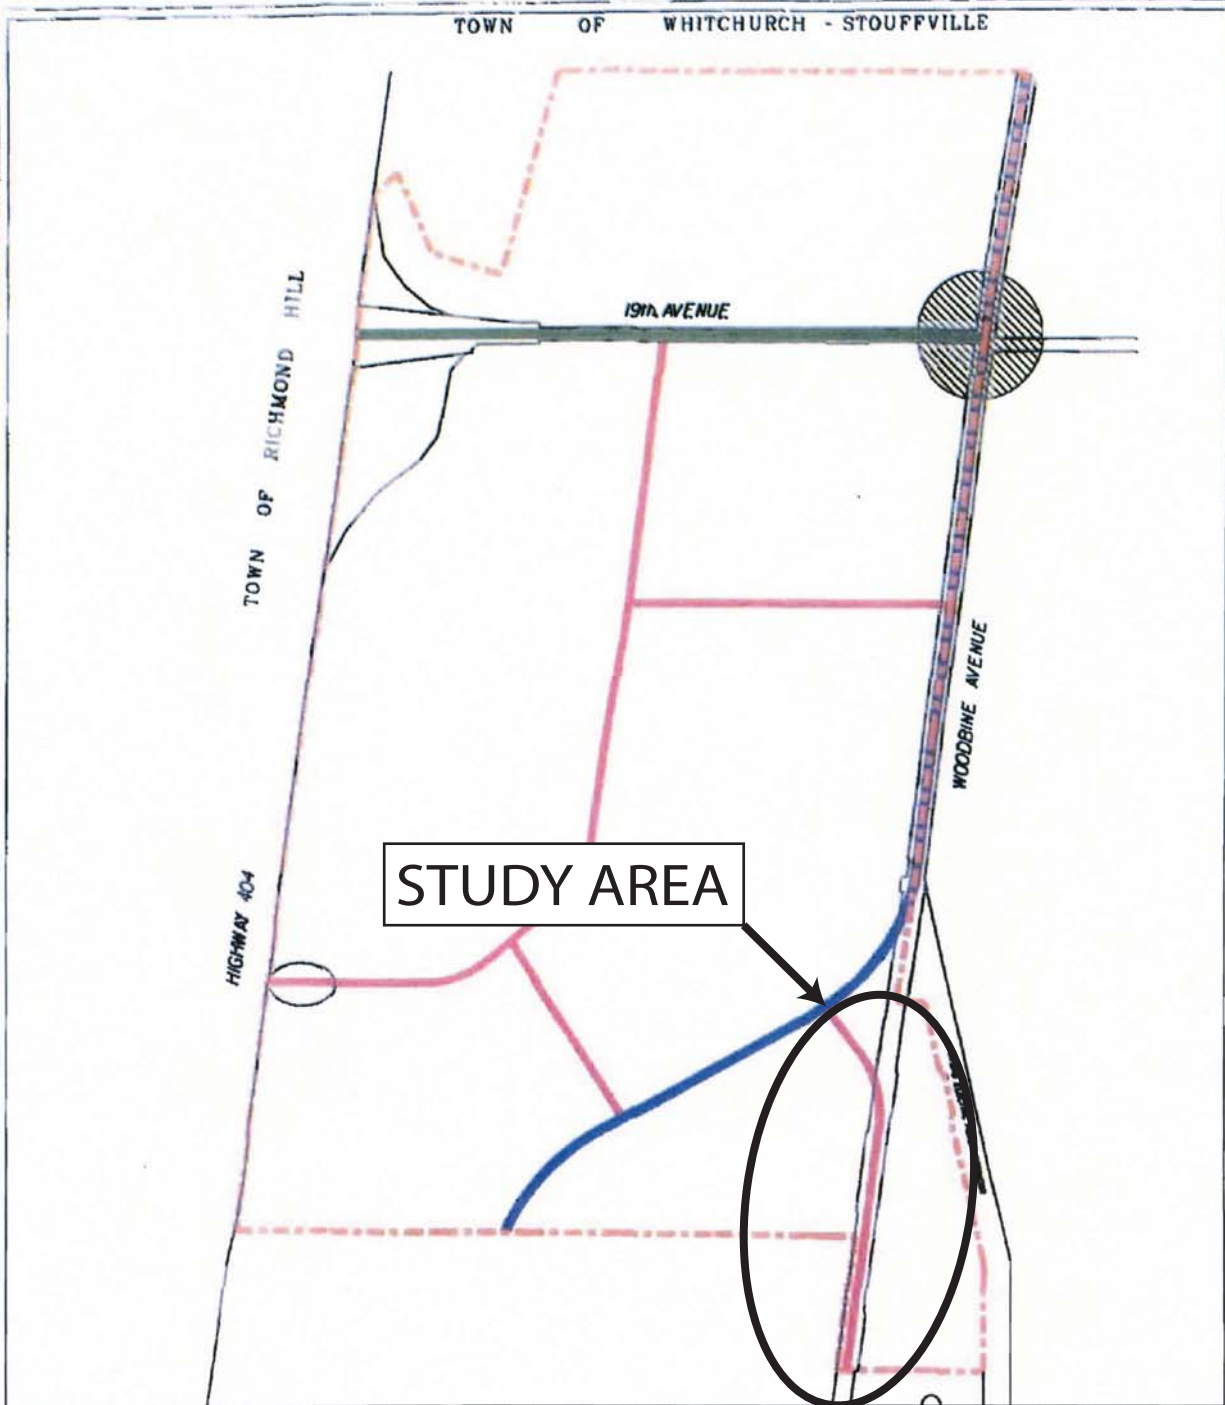 TOWN OF WHITCHURCH - STOUFFVILLE
TOWN OF RICHMOND HILL
19th AVENUE
WOODBINE AVENUE
STUDY AREA
HIGHWAY 404